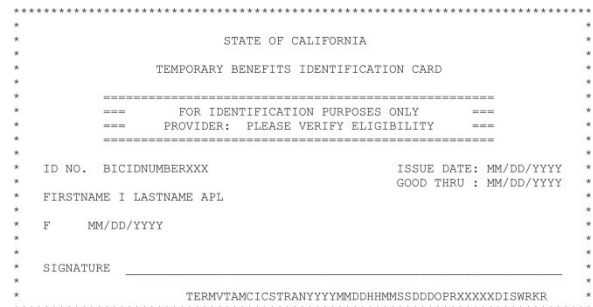 STATE OF CALIFORNIA
TEMPORARY BENEFITS IDENTIFICATION CARD
=== FOR IDENTIFICATION PURPOSES ONLY ===
=== PROVIDER: PLEASE VERIFY ELIGIBILITY ===
ID NO. BICIDNUMBERXXX ISSUE DATE: MM/DD/YYYY
GOOD THRU : MM/DD/YYYY
FIRSTNAME I LASTNAME APL
F MM/DD/YYYY
SIGNATURE
TERMVTAMCICSTRANYYYYMMDDHHMMSSDDDOPRXXXXXDISWRKR